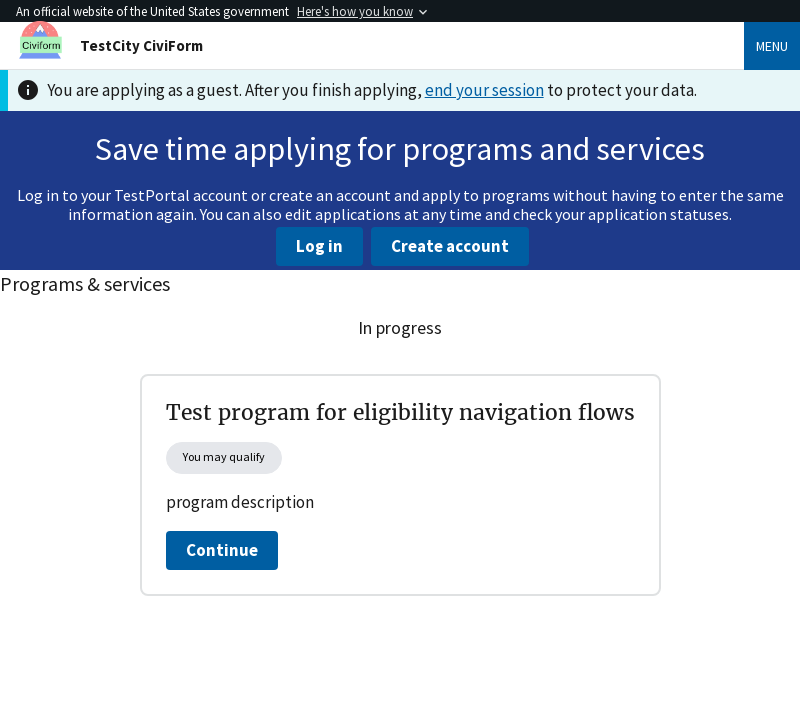 An official website of the United States government Here's how you know
Civiform
TestCity CiviForm
MENU
You are applying as a guest. After you finish applying, end your session to protect your data.
Save time applying for programs and services
Log in to your TestPortal account or create an account and apply to programs without having to enter the same
information again. You can also edit applications at any time and check your application statuses.
Log in
Create account
Programs & services
In progress
Test program for eligibility navigation flows
You may qualify
program description
Continue